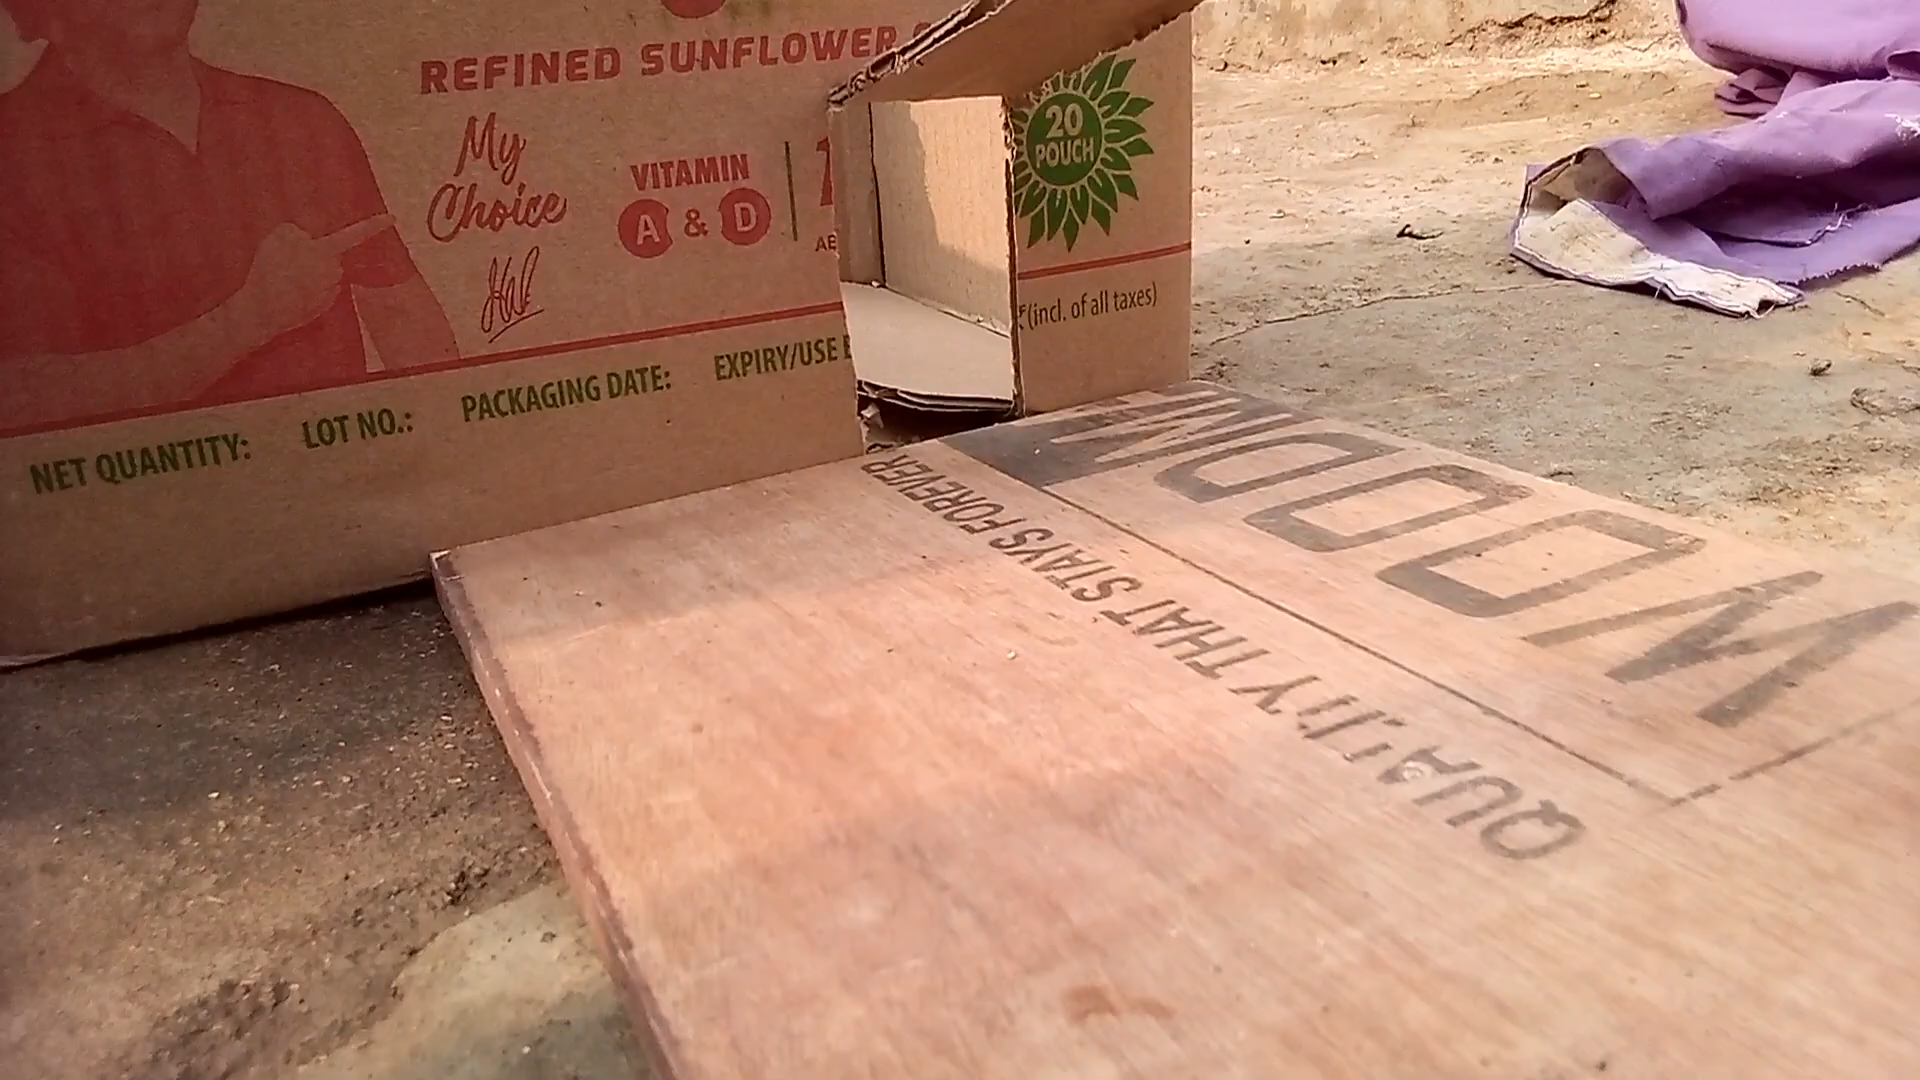 REFINED SUNFLOWER
My
Choice
VITAMIN
A & D
20
POUCH
(incl. of all taxes)
NET QUANTITY: LOT NO.: PACKAGING DATE: EXPIRY/USE
QUALITY THAT STAYS FOREVER